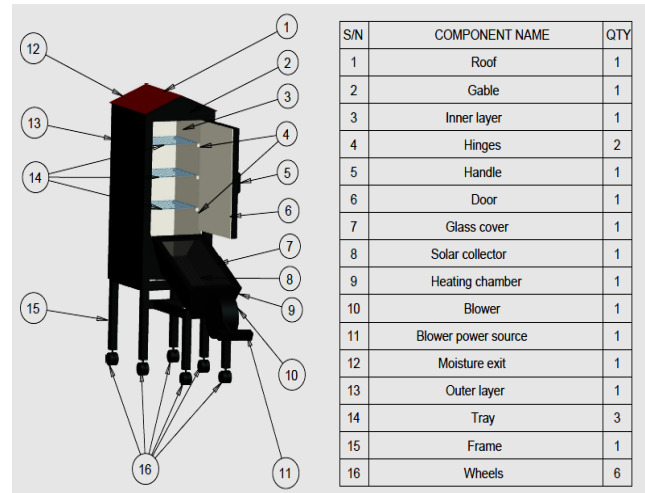 1
12
2
3
13
4
14
5
6
7
8
15
9
10
16
11
S/N COMPONENT NAME QTY
1 Roof 1
2 Gable 1
3 Inner layer 1
4 Hinges 2
5 Handle 1
6 Door 1
7 Glass cover 1
8 Solar collector 1
9 Heating chamber 1
10 Blower 1
11 Blower power source 1
12 Moisture exit 1
13 Outer layer 1
14 Tray 3
15 Frame 1
16 Wheels 6